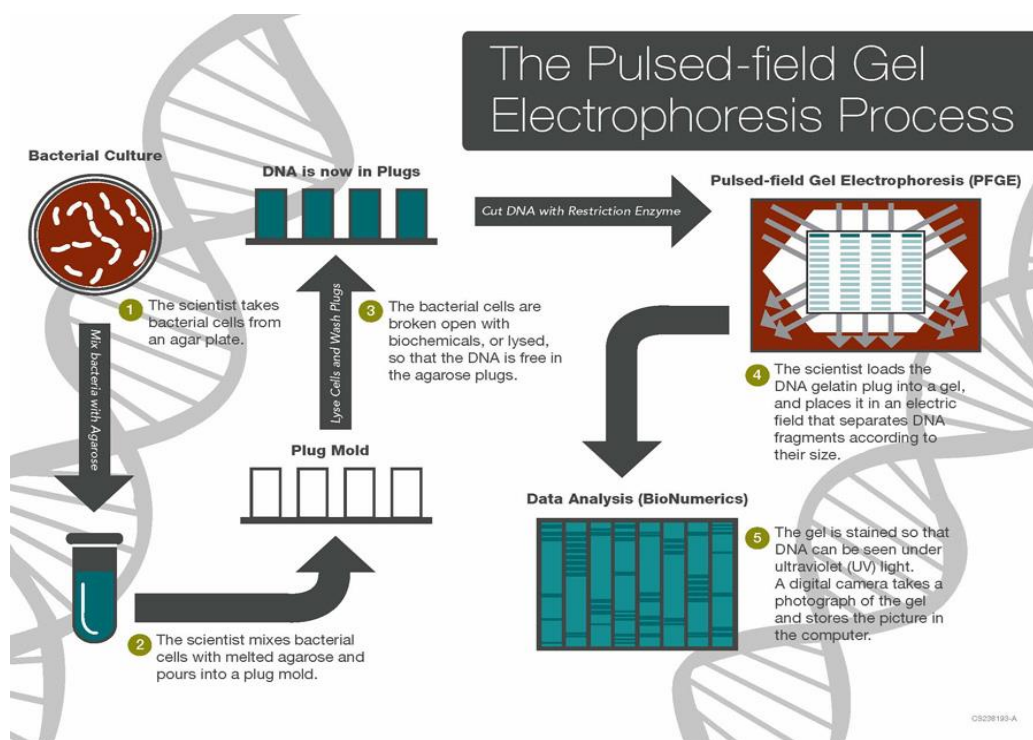 The Pulsed-field Gel
Electrophoresis Process
Bacterial Culture
1 The scientist takes
bacterial cells from
an agar plate.
Mix bacteria with Agarose
2 The scientist mixes bacterial
cells with melted agarose and
pours into a plug mold.
Plug Mold
Lyse Cells and Wash Plugs
3 The bacterial cells are
broken open with
biochemicals, or lysed,
so that the DNA is free in
the agarose plugs.
DNA is now in Plugs
Cut DNA with Restriction Enzyme
Pulsed-field Gel Electrophoresis (PFGE)
4 The scientist loads the
DNA gelatin plug into a gel,
and places it in an electric
field that separates DNA
fragments according to
their size.
Data Analysis (BioNumerics)
5 The gel is stained so that
DNA can be seen under
ultraviolet (UV) light.
A digital camera takes a
photograph of the gel
and stores the picture in
the computer.
CS238193-A